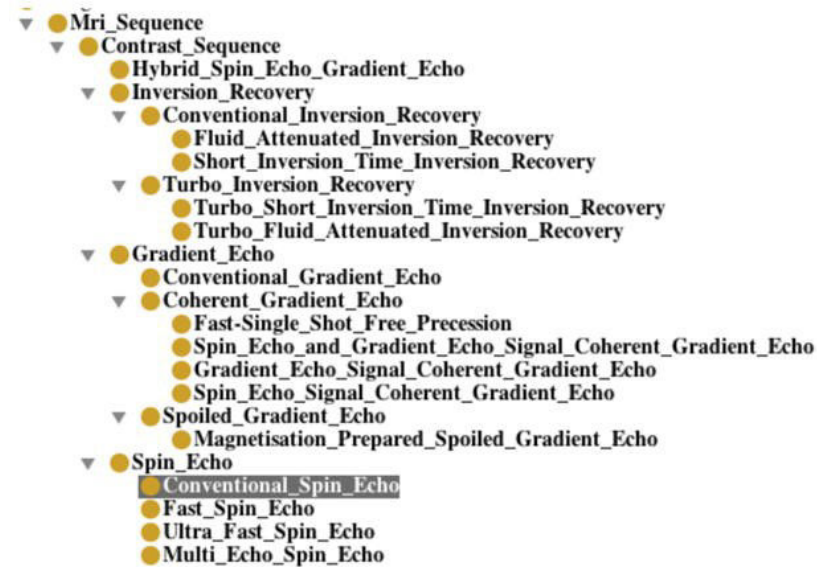 Mri_Sequence
Contrast_Sequence
Hybrid_Spin_Echo_Gradient_Echo
Inversion_Recovery
Conventional_Inversion_Recovery
Fluid_Attenuated_Inversion_Recovery
Short_Inversion_Time_Inversion_Recovery
Turbo_Inversion_Recovery
Turbo_Short_Inversion_Time_Inversion_Recovery
Turbo_Fluid_Attenuated_Inversion_Recovery
Gradient_Echo
Conventional_Gradient_Echo
Coherent_Gradient_Echo
Fast-Single_Shot_Free_Precession
Spin_Echo_and_Gradient_Echo_Signal_Coherent_Gradient_Echo
Gradient_Echo_Signal_Coherent_Gradient_Echo
Spin_Echo_Signal_Coherent_Gradient_Echo
Spoiled_Gradient_Echo
Magnetisation_Prepared_Spoiled_Gradient_Echo
Spin_Echo
Conventional_Spin_Echo
Fast_Spin_Echo
Ultra_Fast_Spin_Echo
Multi_Echo_Spin_Echo